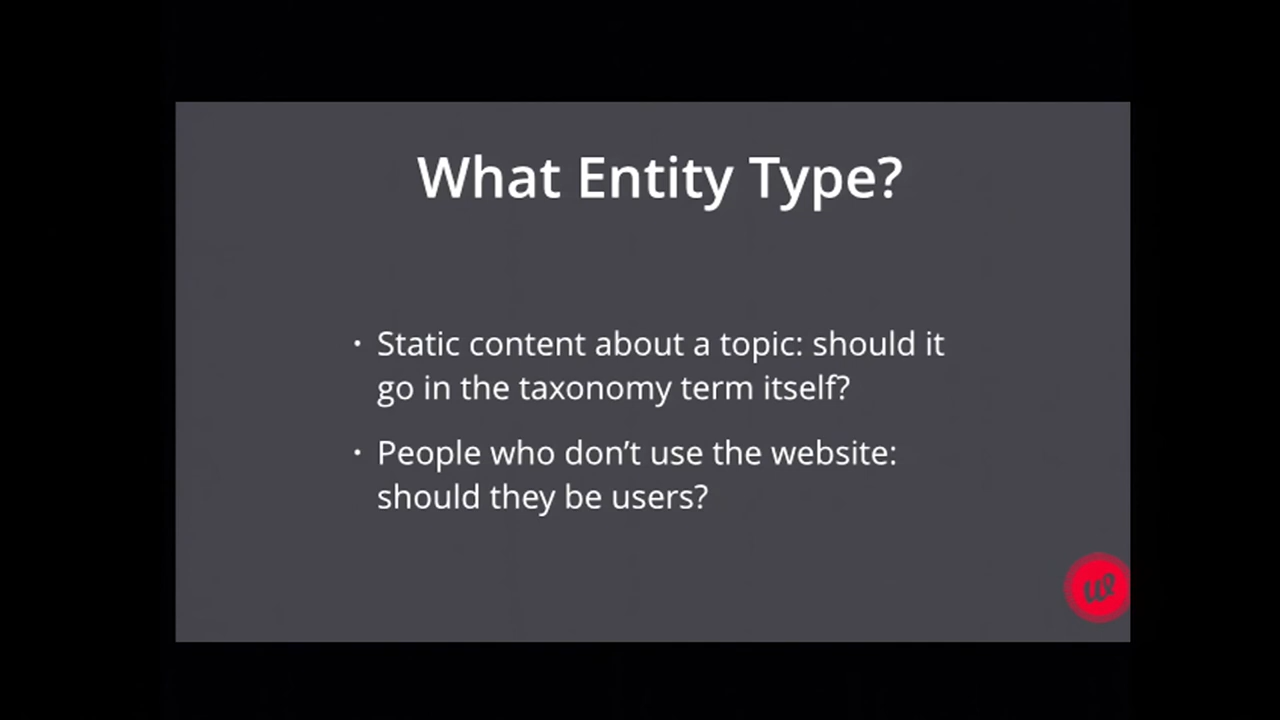 What Entity Type?
• Static content about a topic: should it
go in the taxonomy term itself?
• People who don’t use the website:
should they be users?